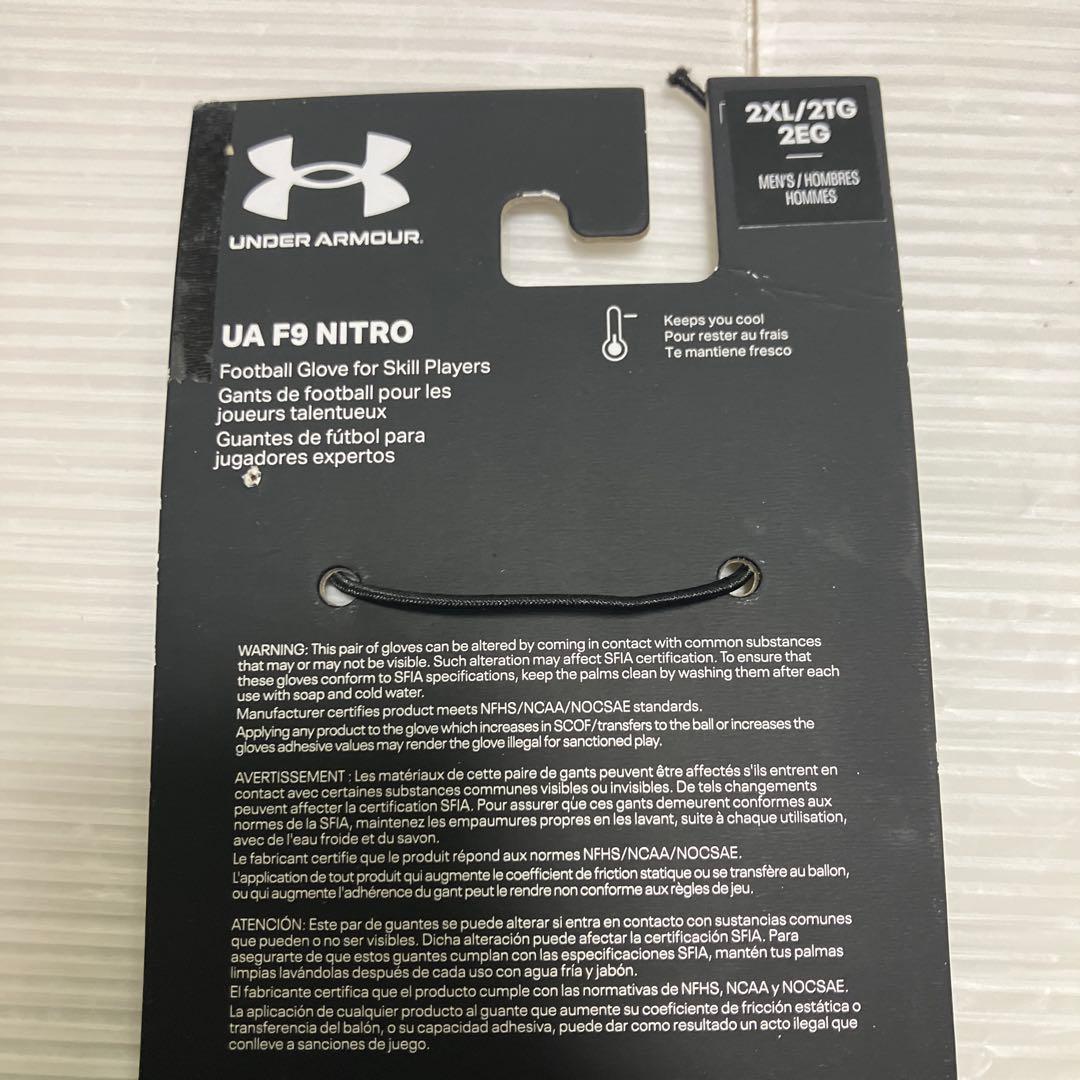 2XL/2TG
2EG
MEN'S / HOMBRES
HOMMES
UNDER ARMOUR.
UA F9 NITRO
Football Glove for Skill Players
Gants de football pour les
joueurs talentueux
Guantes de fútbol para
jugadores expertos
Keeps you cool
Pour rester au frais
Te mantiene fresco
WARNING: This pair of gloves can be altered by coming in contact with common substances
that may or may not be visible. Such alteration may affect SFIA certification. To ensure that
these gloves conform to SFIA specifications, keep the palms clean by washing them after each
use with soap and cold water.
Manufacturer certifies product meets NFHS/NCAA/NOCSAE standards.
Applying any product to the glove which increases in SCOF/transfers to the ball or increases the
gloves adhesive values may render the glove illegal for sanctioned play.
AVERTISSEMENT : Les matériaux de cette paire de gants peuvent être affectés s'ils entrent en
contact avec certaines substances communes visibles ou invisibles. De tels changements
peuvent affecter la certification SFIA. Pour assurer que ces gants demeurent conformes aux
normes de la SFIA, maintenez les empaumures propres en les lavant, suite à chaque utilisation,
avec de l'eau froide et du savon.
Le fabricant certifie que le produit répond aux normes NFHS/NCAA/NOCSAE.
L'application de tout produit qui augmente le coefficient de friction statique ou se transfère au ballon,
ou qui augmente l'adhérence du gant peut le rendre non conforme aux règles de jeu.
ATENCIÓN: Este par de guantes se puede alterar si entra en contacto con sustancias comunes
que pueden o no ser visibles. Dicha alteración puede afectar la certificación SFIA. Para
asegurarte de que estos guantes cumplan con las especificaciones SFIA, mantén tus palmas
limpias lavándolas después de cada uso con agua fría y jabón.
El fabricante certifica que el producto cumple con las normativas de NFHS, NCAA y NOCSAE.
La aplicación de cualquier producto al guante que aumente su coeficiente de fricción estática o
transferencia del balón, o su capacidad adhesiva, puede dar como resultado un acto ilegal que
conlleve a sanciones de juego.